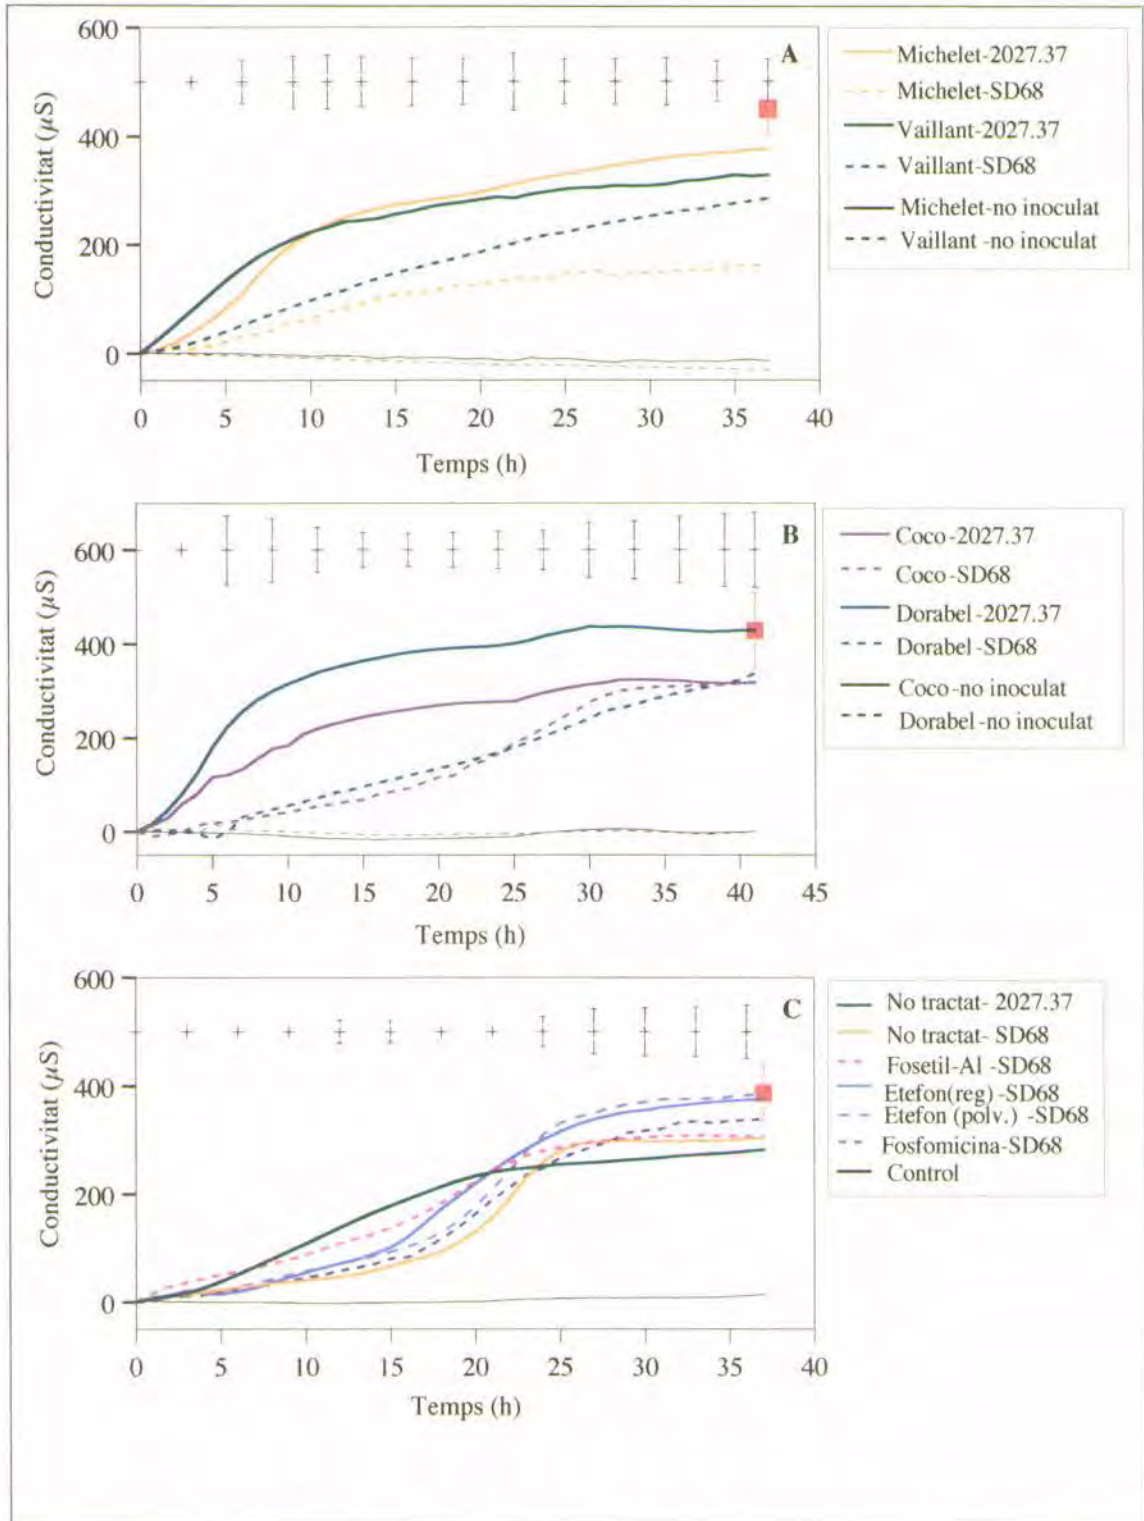 600
400
200
0
Conductivitat (µS)
A
0 5 10 15 20 25 30 35 40
Temps (h)
Michelet-2027.37
Michelet-SD68
Vaillant-2027.37
Vaillant-SD68
Michelet-no inoculat
Vaillant -no inoculat
600
400
200
0
Conductivitat (µS)
B
0 5 10 15 20 25 30 35 40 45
Temps (h)
Coco-2027.37
Coco-SD68
Dorabel-2027.37
Dorabel-SD68
Coco-no inoculat
Dorabel-no inoculat
600
400
200
0
Conductivitat (µS)
C
0 5 10 15 20 25 30 35 40
Temps (h)
No tractat- 2027.37
No tractat- SD68
Fosetil-Al -SD68
Etefon(reg) -SD68
Etefon (polv.) -SD68
Fosfomicina-SD68
Control